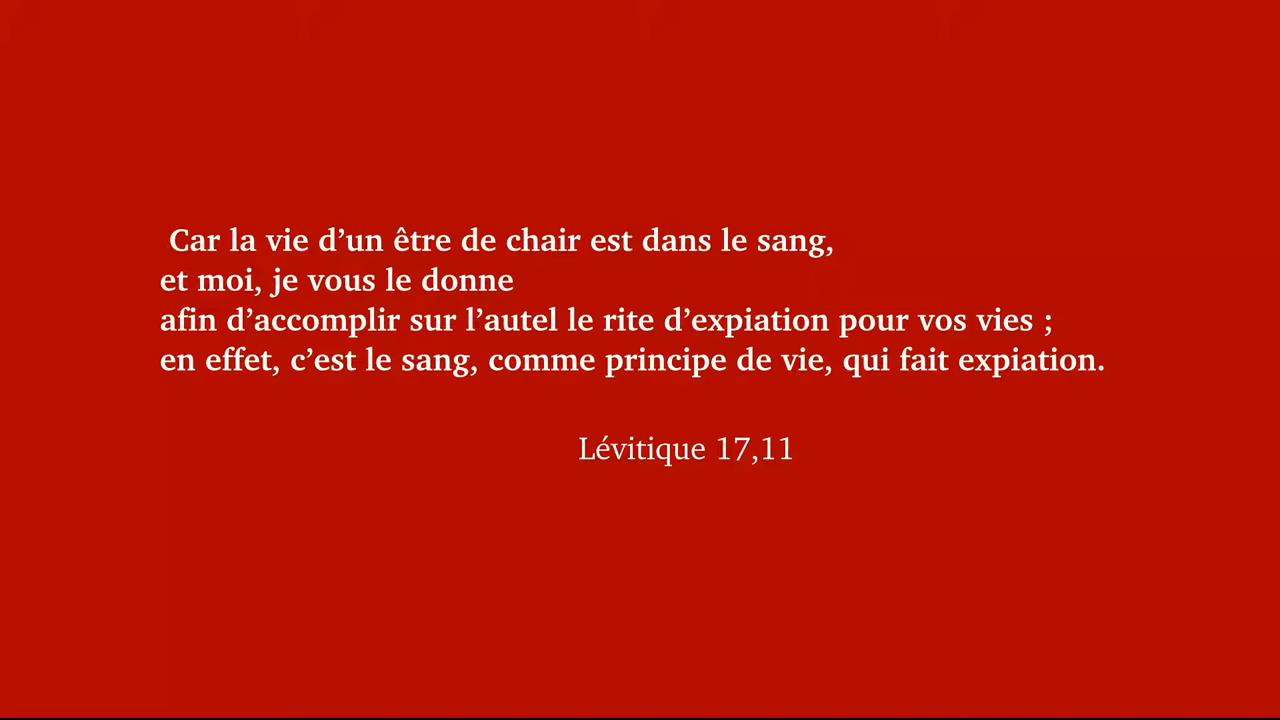 Car la vie d’un être de chair est dans le sang,
et moi, je vous le donne
afin d’accomplir sur l’autel le rite d’expiation pour vos vies ;
en effet, c’est le sang, comme principe de vie, qui fait expiation.
Lévitique 17,11